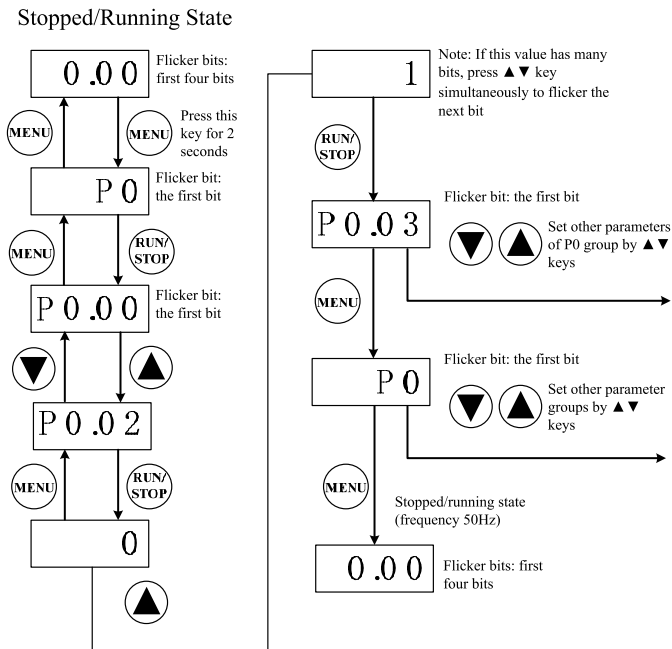 Stopped/Running State
0.00
Flicker bits:
first four bits
MENU
MENU
Press this
key for 2
seconds
P0
Flicker bit:
the first bit
MENU
RUN/
STOP
P0.00
Flicker bit:
the first bit
▼
▲
P0.02
MENU
RUN/
STOP
0
▲
1
Note: If this value has many
bits, press ▲▼ key
simultaneously to flicker the
next bit
RUN/
STOP
Flicker bit: the first bit
P0.03
▼ ▲
Set other parameters
of P0 group by ▲▼
keys
MENU
Flicker bit: the first bit
P0
▼ ▲
Set other parameter
groups by ▲▼
keys
MENU
Stopped/running state
(frequency 50Hz)
0.00
Flicker bits: first
four bits